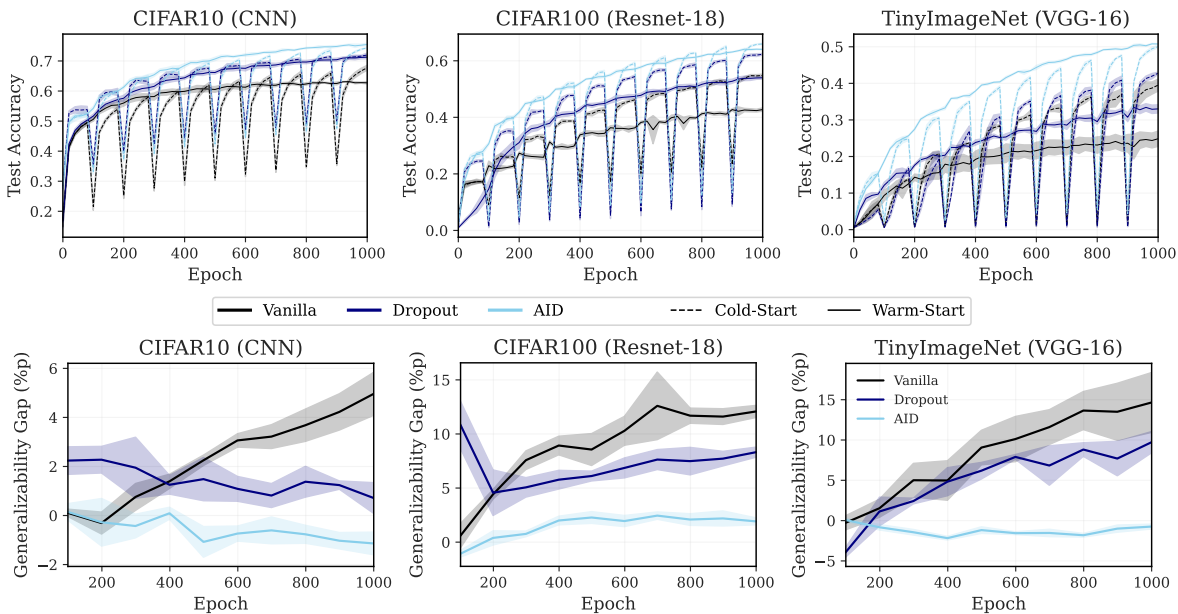 CIFAR10 (CNN)
CIFAR100 (Resnet-18)
TinyImageNet (VGG-16)
Test Accuracy
0.7
0.6
0.5
0.4
0.3
0.2
0 200 400 600 800 1000
Epoch
Test Accuracy
0.6
0.4
0.2
0.0
0 200 400 600 800 1000
Epoch
Test Accuracy
0.5
0.4
0.3
0.2
0.1
0.0
0 200 400 600 800 1000
Epoch
Vanilla Dropout AID Cold-Start Warm-Start
CIFAR10 (CNN)
CIFAR100 (Resnet-18)
TinyImageNet (VGG-16)
Generalizability Gap (%p)
6
4
2
0
−2
200 400 600 800 1000
Epoch
Generalizability Gap (%p)
15
10
5
0
200 400 600 800 1000
Epoch
Generalizability Gap (%p)
15
10
5
0
−5
Vanilla
Dropout
AID
200 400 600 800 1000
Epoch